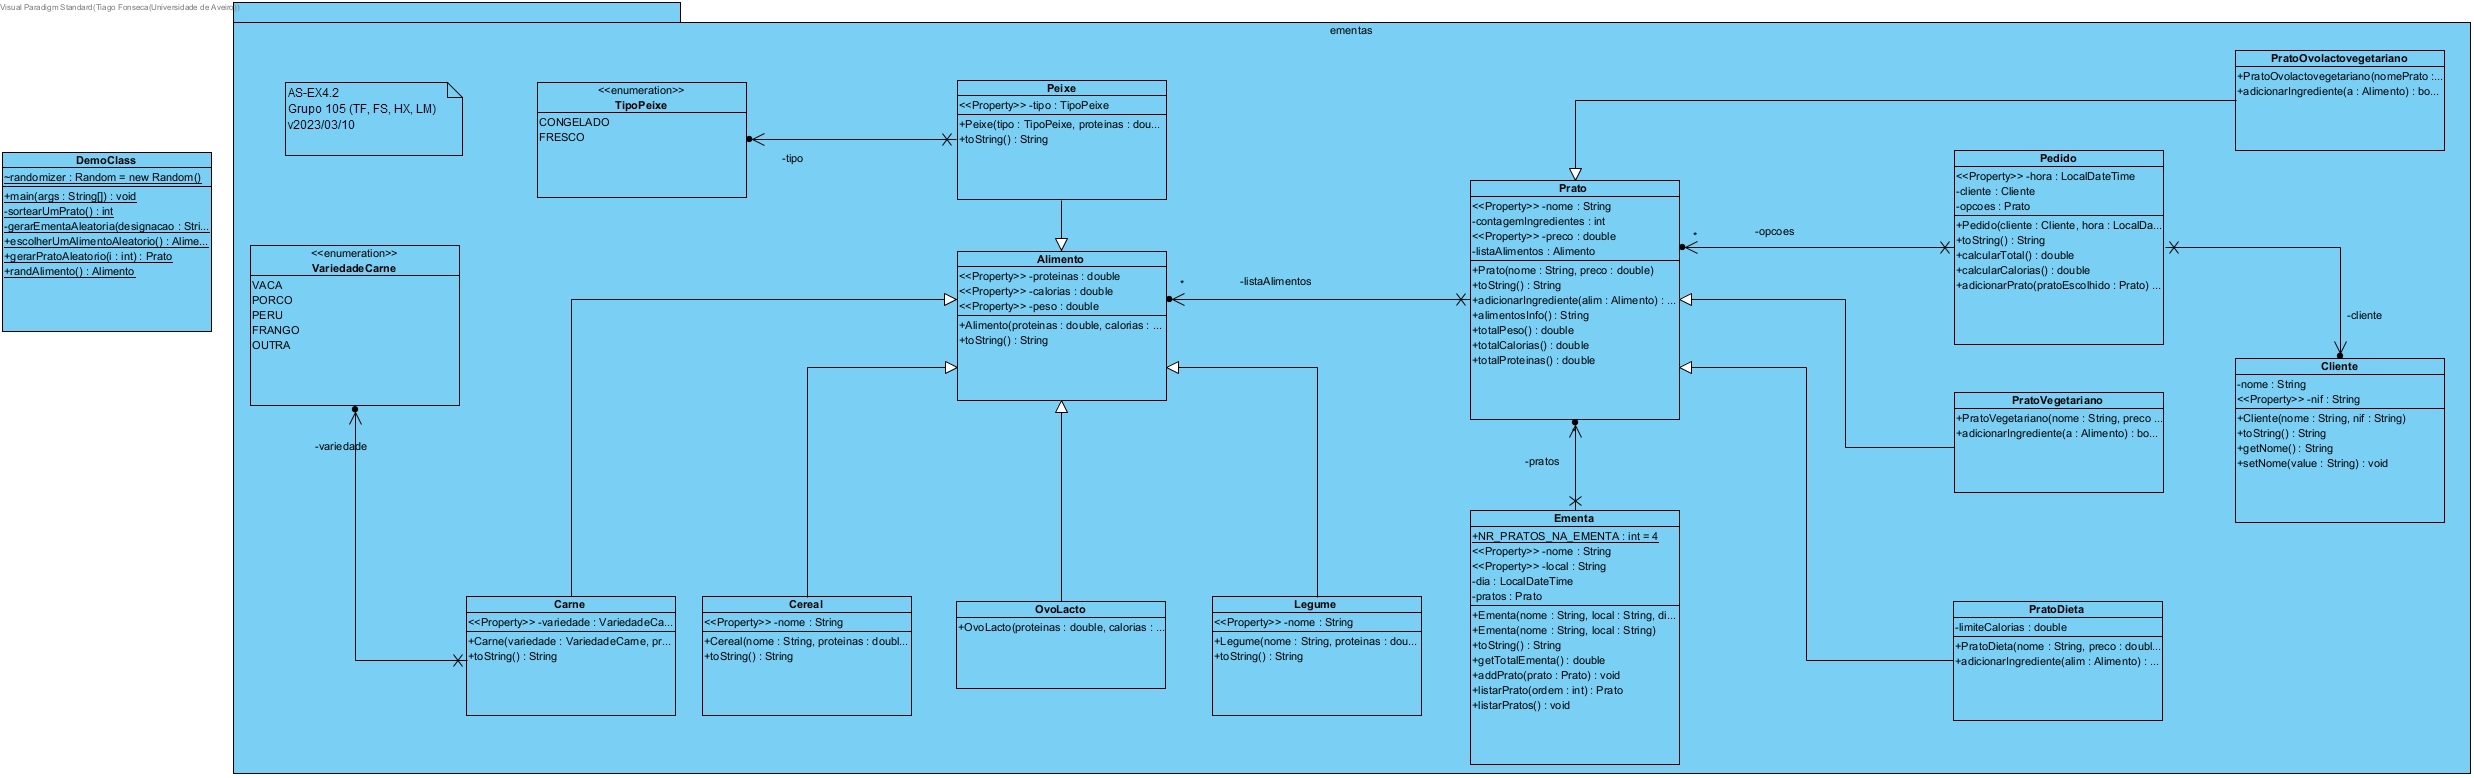 Visual Paradigm Standard(Tiago Fonseca(Universidade de Aveiro))
ementas
AS-EX4.2
Grupo 105 (TF, FS, HX, LM)
v2023/03/10
DemoClass
~randomizer : Random = new Random()
+main(args : String[]) : void
-sortearUmPrato() : int
-gerarEmentaAleatoria(designacao : Stri...
+escolherUmAlimentoAleatorio() : Alime...
+gerarPratoAleatorio(i : int) : Prato
+randAlimento() : Alimento
<<enumeration>>
TipoPeixe
CONGELADO
FRESCO
-tipo
Peixe
<<Property>> -tipo : TipoPeixe
+Peixe(tipo : TipoPeixe, proteinas : dou...
+toString() : String
<<enumeration>>
VariedadeCarne
VACA
PORCO
PERU
FRANGO
OUTRA
-variedade
Alimento
<<Property>> -proteinas : double
<<Property>> -calorias : double
<<Property>> -peso : double
+Alimento(proteinas : double, calorias : ...
+toString() : String
*
-listaAlimentos
Prato
<<Property>> -nome : String
-contagemIngredientes : int
<<Property>> -preco : double
-listaAlimentos : Alimento
+Prato(nome : String, preco : double)
+toString() : String
+adicionarIngrediente(alim : Alimento) : ...
+alimentosInfo() : String
+totalPeso() : double
+totalCalorias() : double
+totalProteinas() : double
*
-opcoes
PratoOvolactovegetariano
+PratoOvolactovegetariano(nomePrato :...
+adicionarIngrediente(a : Alimento) : bo...
Pedido
<<Property>> -hora : LocalDateTime
-cliente : Cliente
-opcoes : Prato
+Pedido(cliente : Cliente, hora : LocalDa...
+toString() : String
+calcularTotal() : double
+calcularCalorias() : double
+adicionarPrato(pratoEscolhido : Prato) ...
-cliente
Cliente
-nome : String
<<Property>> -nif : String
+Cliente(nome : String, nif : String)
+toString() : String
+getNome() : String
+setNome(value : String) : void
PratoVegetariano
+PratoVegetariano(nome : String, preco ...
+adicionarIngrediente(a : Alimento) : bo...
-pratos
Ementa
+NR_PRATOS_NA_EMENTA : int = 4
<<Property>> -nome : String
<<Property>> -local : String
-dia : LocalDateTime
-pratos : Prato
+Ementa(nome : String, local : String, di...
+Ementa(nome : String, local : String)
+toString() : String
+getTotalEmenta() : double
+addPrato(prato : Prato) : void
+listarPrato(ordem : int) : Prato
+listarPratos() : void
Carne
<<Property>> -variedade : VariedadeCa...
+Carne(variedade : VariedadeCarne, pr...
+toString() : String
Cereal
<<Property>> -nome : String
+Cereal(nome : String, proteinas : doubl...
+toString() : String
OvoLacto
+OvoLacto(proteinas : double, calorias : ...
Legume
<<Property>> -nome : String
+Legume(nome : String, proteinas : dou...
+toString() : String
PratoDieta
-limiteCalorias : double
+PratoDieta(nome : String, preco : doubl...
+adicionarIngrediente(alim : Alimento) : ...